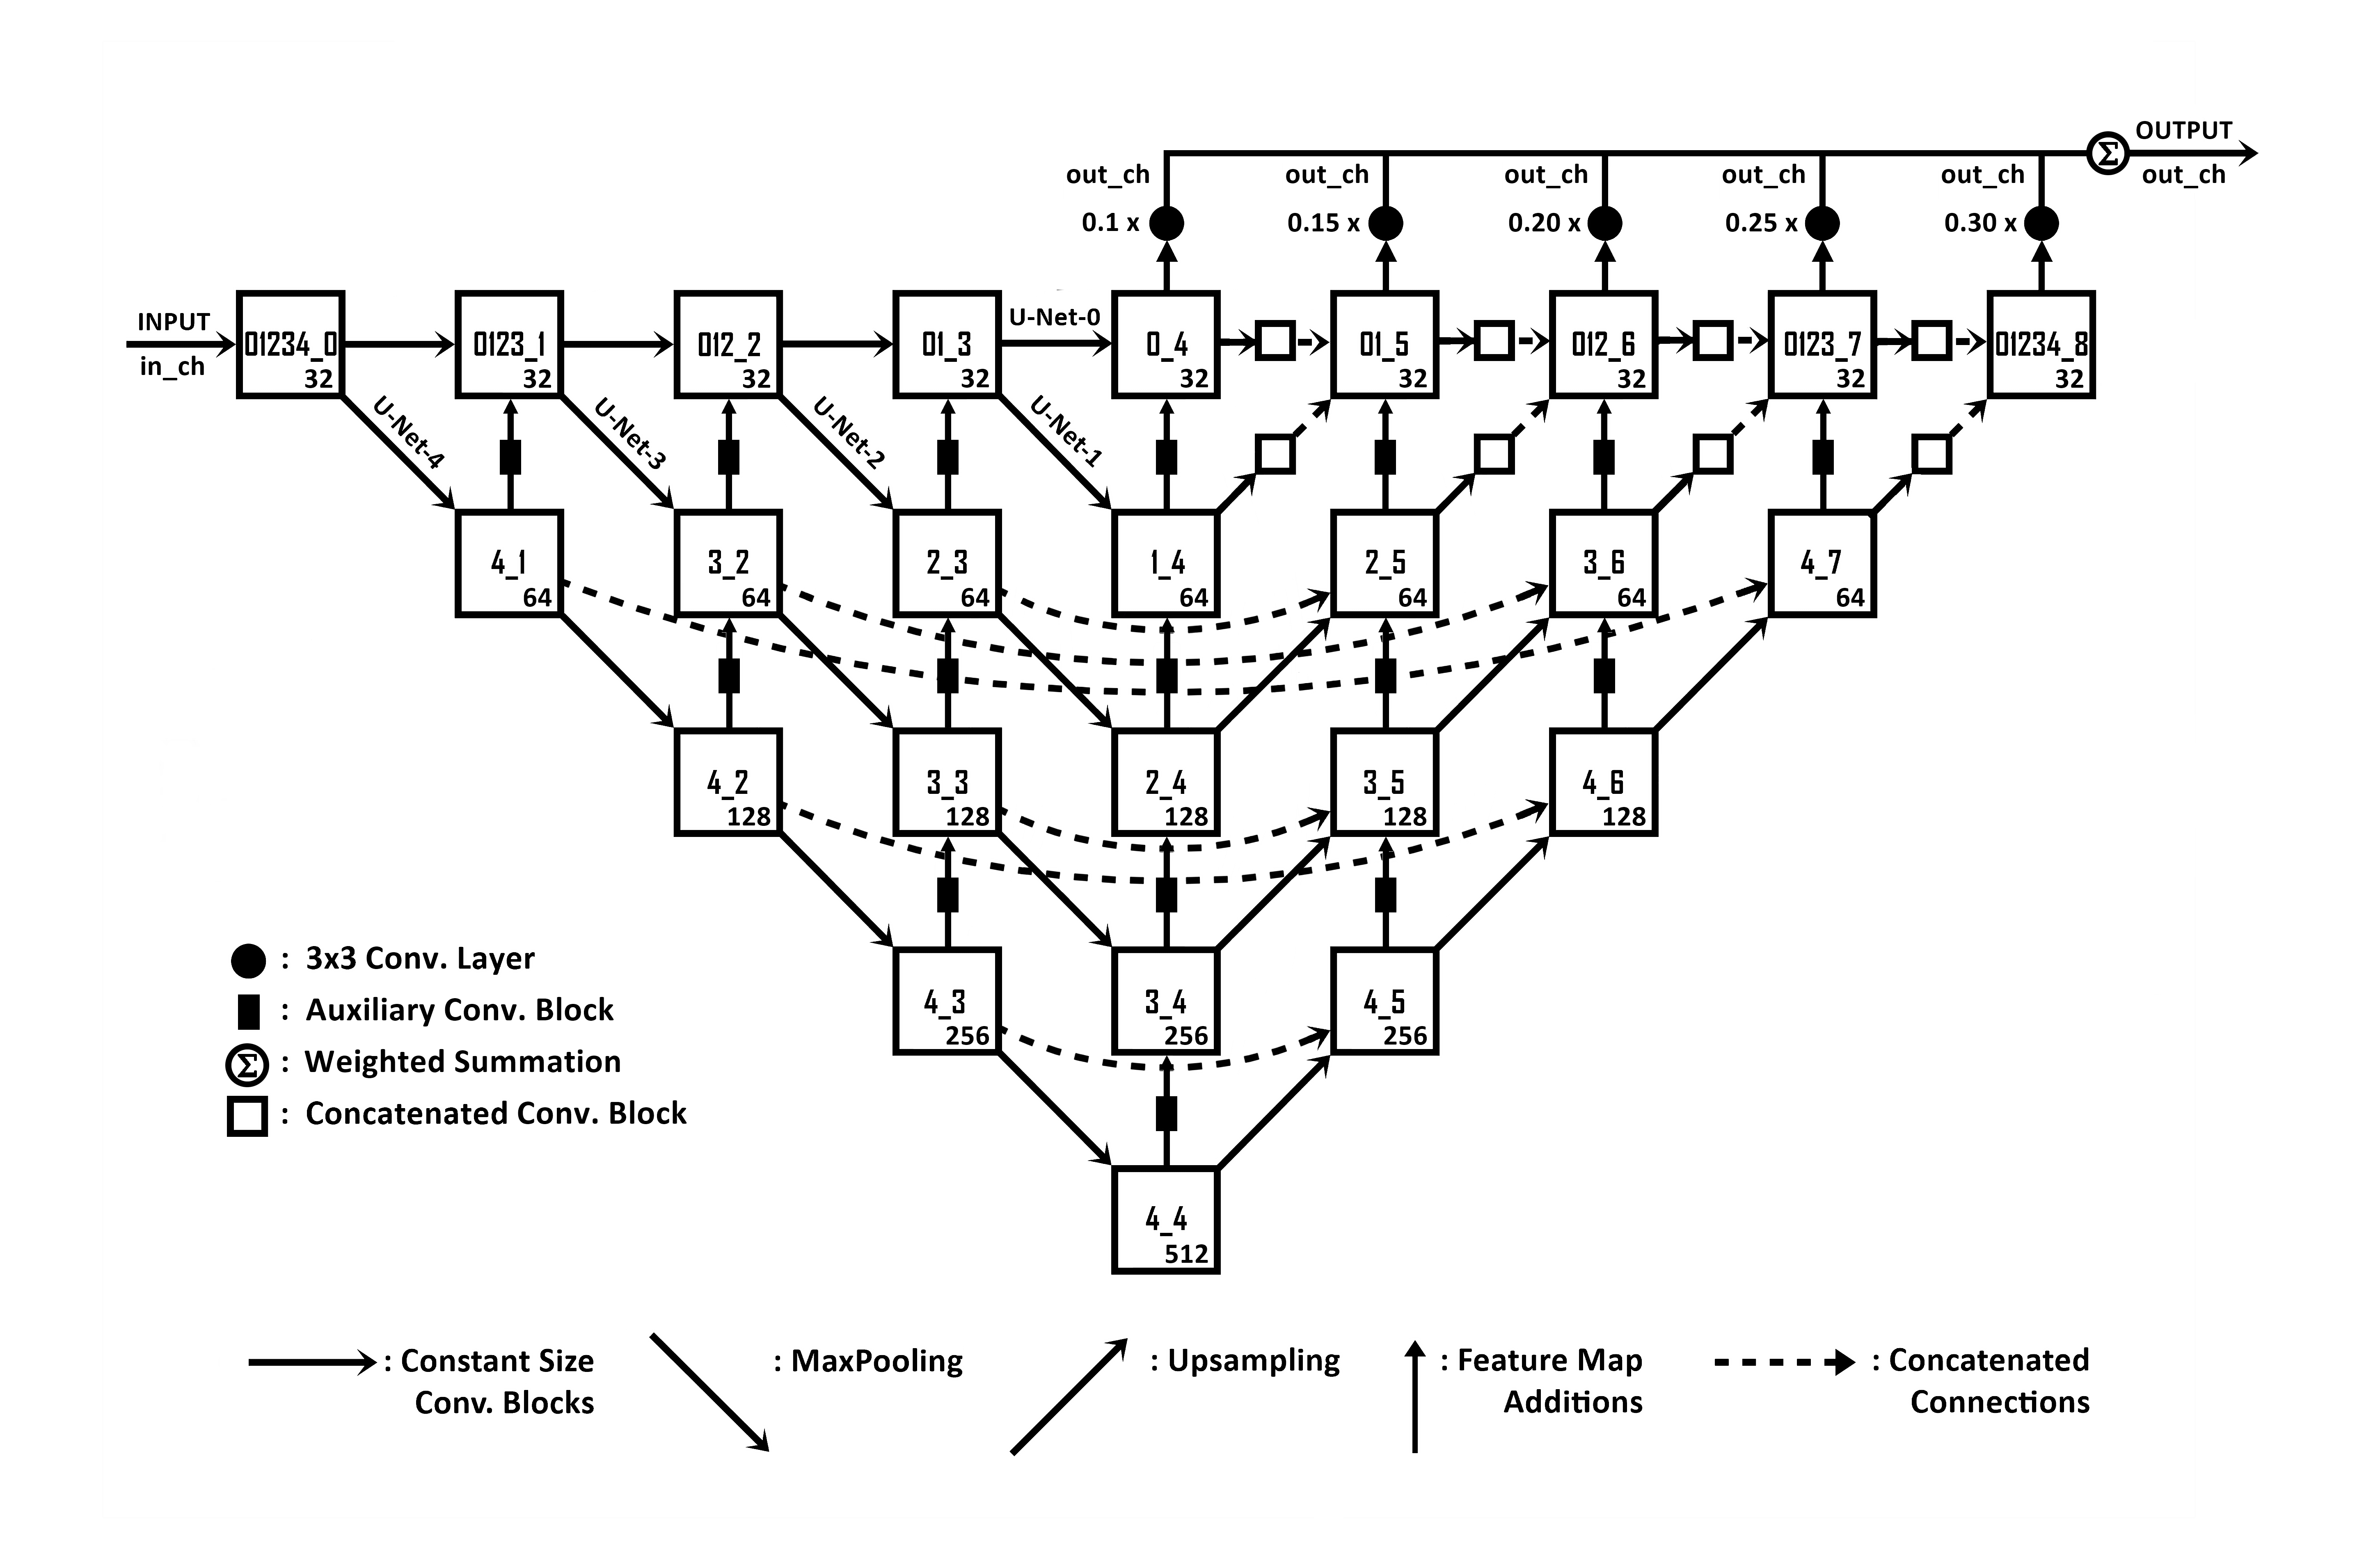 OUTPUT
out_ch out_ch out_ch out_ch out_ch out_ch
0.1 x 0.15 x 0.20 x 0.25 x 0.30 x
Σ
INPUT
in_ch
U-Net-0
01234_0 0123_1 012_2 01_3 0_4 01_5 012_6 0123_7 01234_8
32 32 32 32 32 32 32 32 32
U-Net-4 U-Net-3 U-Net-2 U-Net-1
4_1 3_2 2_3 1_4 2_5 3_6 4_7
64 64 64 64 64 64 64
4_2 3_3 2_4 3_5 4_6
128 128 128 128 128
4_3 3_4 4_5
256 256 256
4_4
512
: 3x3 Conv. Layer
: Auxiliary Conv. Block
Σ : Weighted Summation
: Concatenated Conv. Block
: Constant Size
Conv. Blocks
: MaxPooling
: Upsampling
: Feature Map
Additions
: Concatenated
Connections